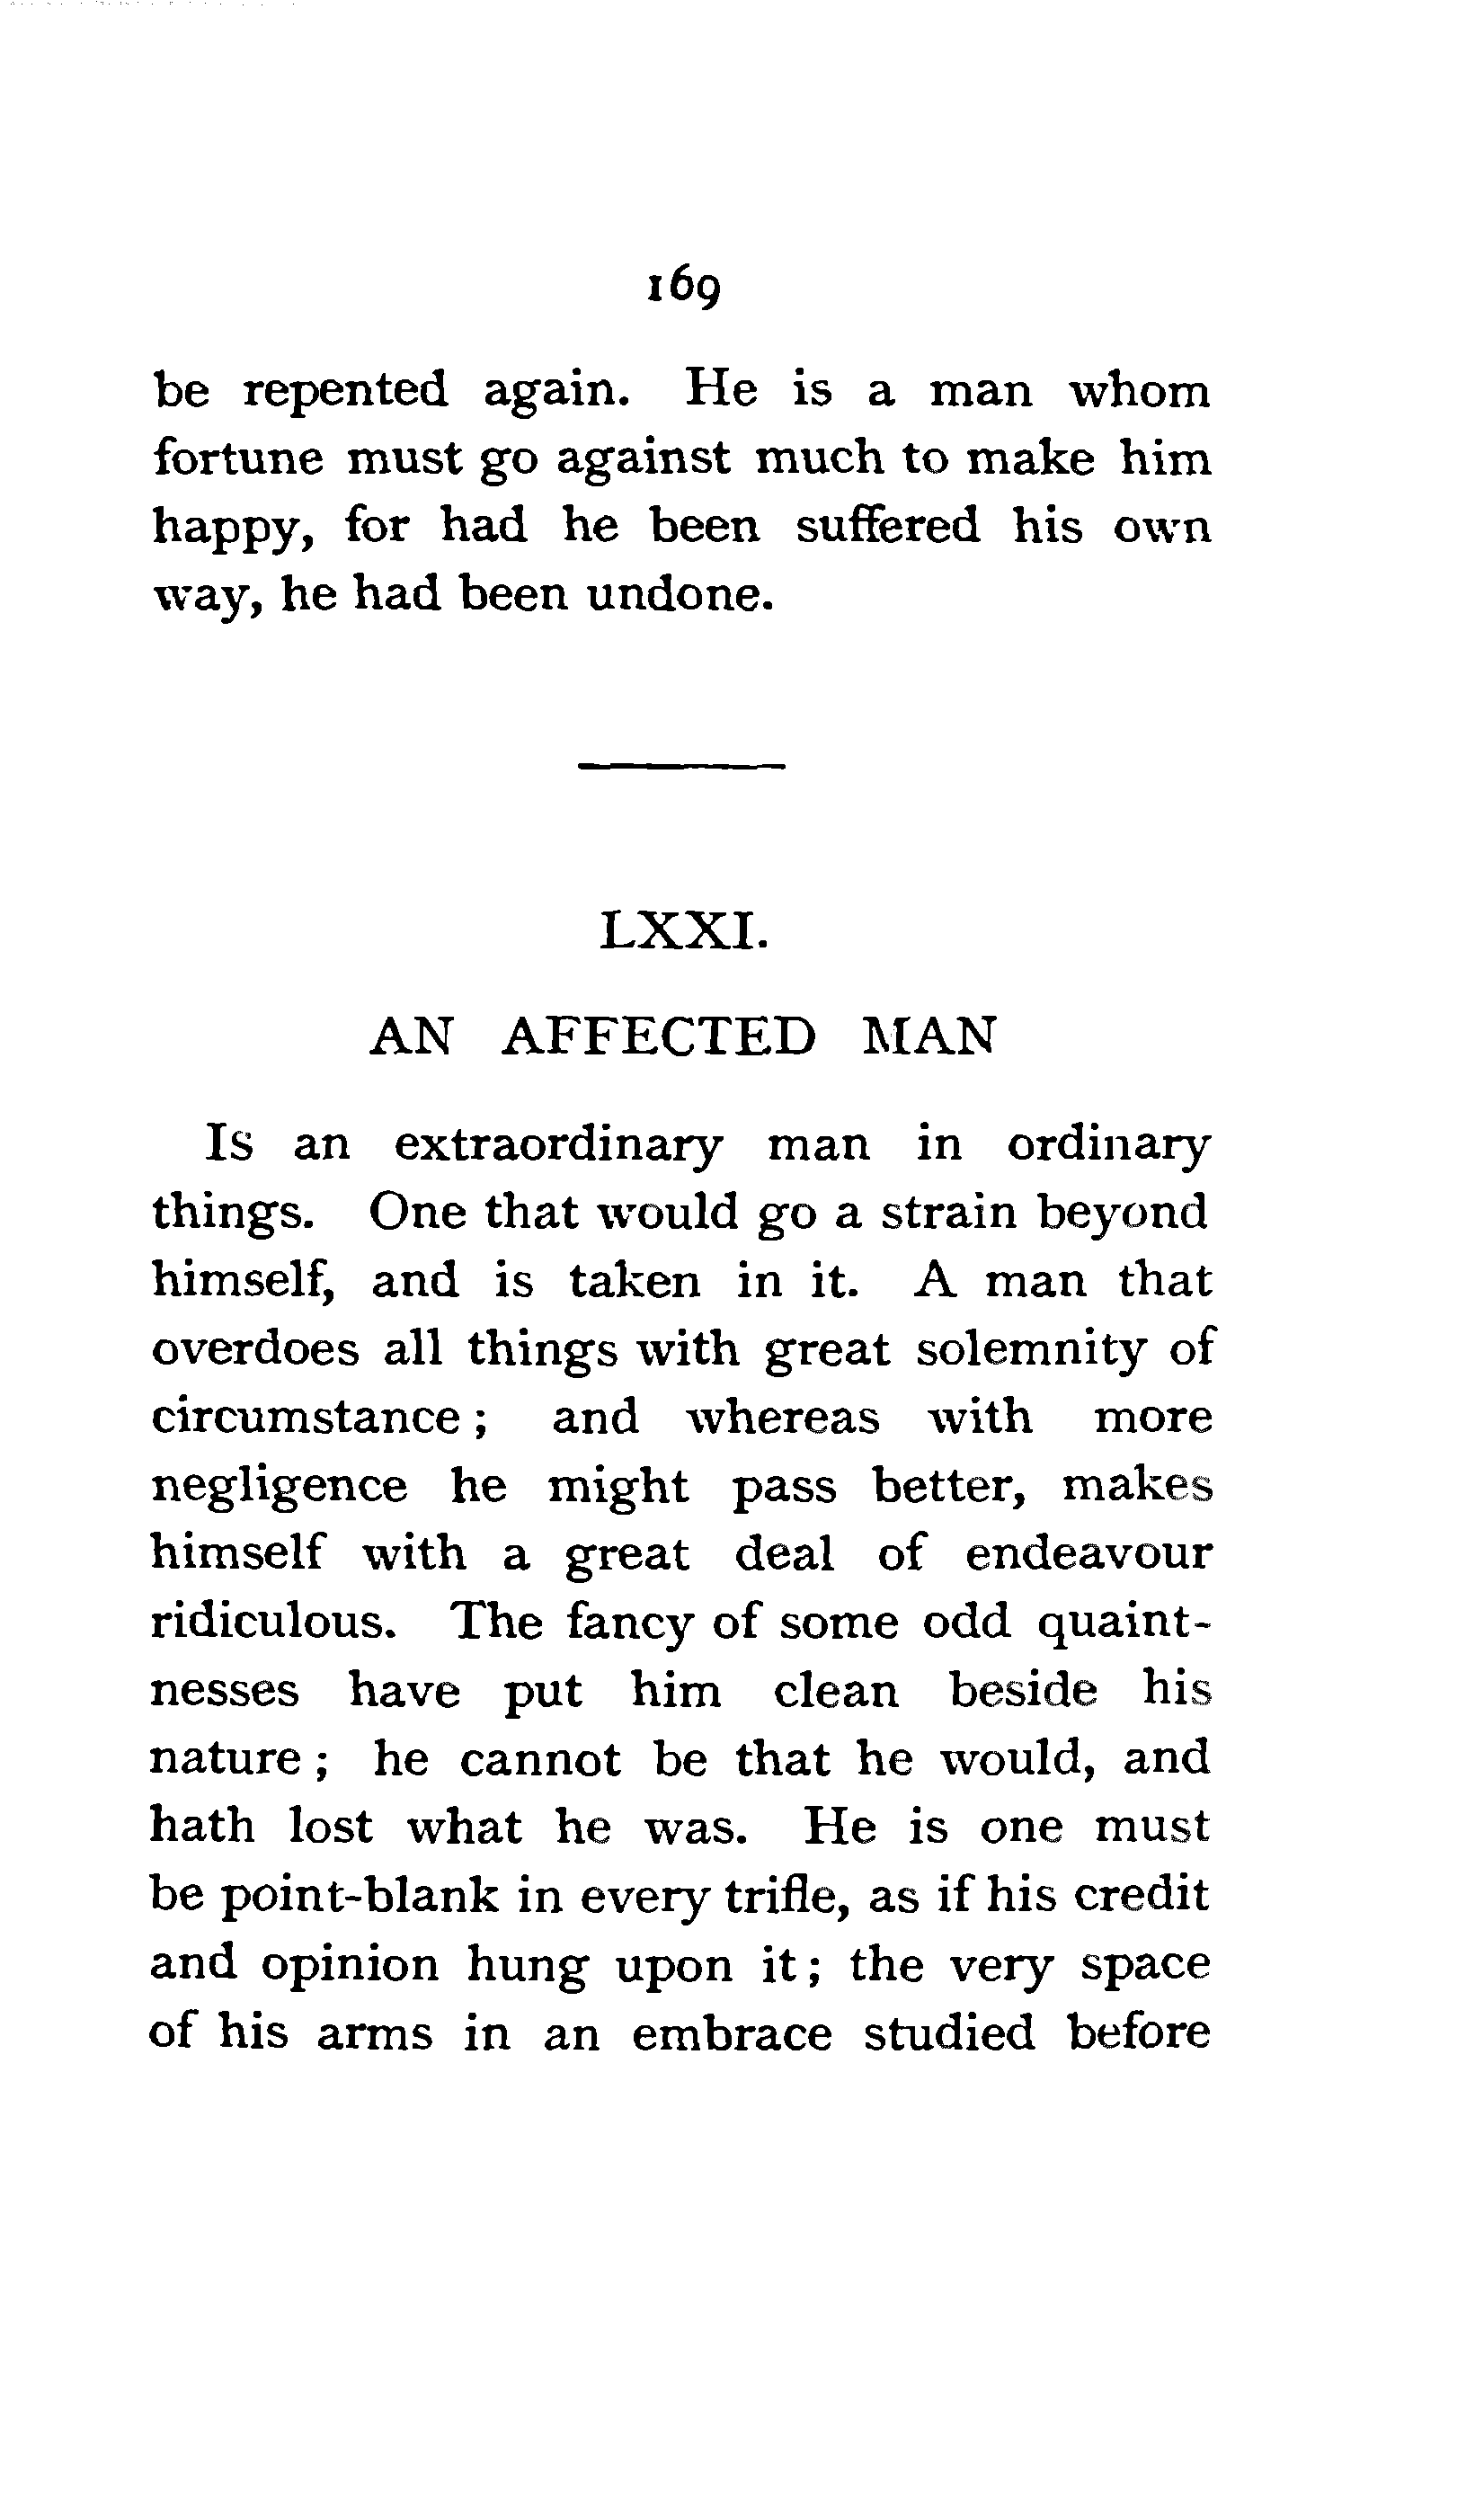 169
be repented again. He is a man whom
fortune must go against much to make him
happy, for had he been suffered his own
way, he had been undone.
LXXI.
AN AFFECTED MAN
Is an extraordinary man in ordinary
things. One that would go a strain beyond
himself, and is taken in it. A man that
overdoes all things with great solemnity of
circumstance ; and whereas with more
negligence he might pass better, makes
himself with a great deal of endeavour
ridiculous. The fancy of some odd quaint-
nesses have put him clean beside his
nature ; he cannot be that he would, and
hath lost what he was. He is one must
be point-blank in every trifle, as if his credit
and opinion hung upon it ; the very space
of his arms in an embrace studied before